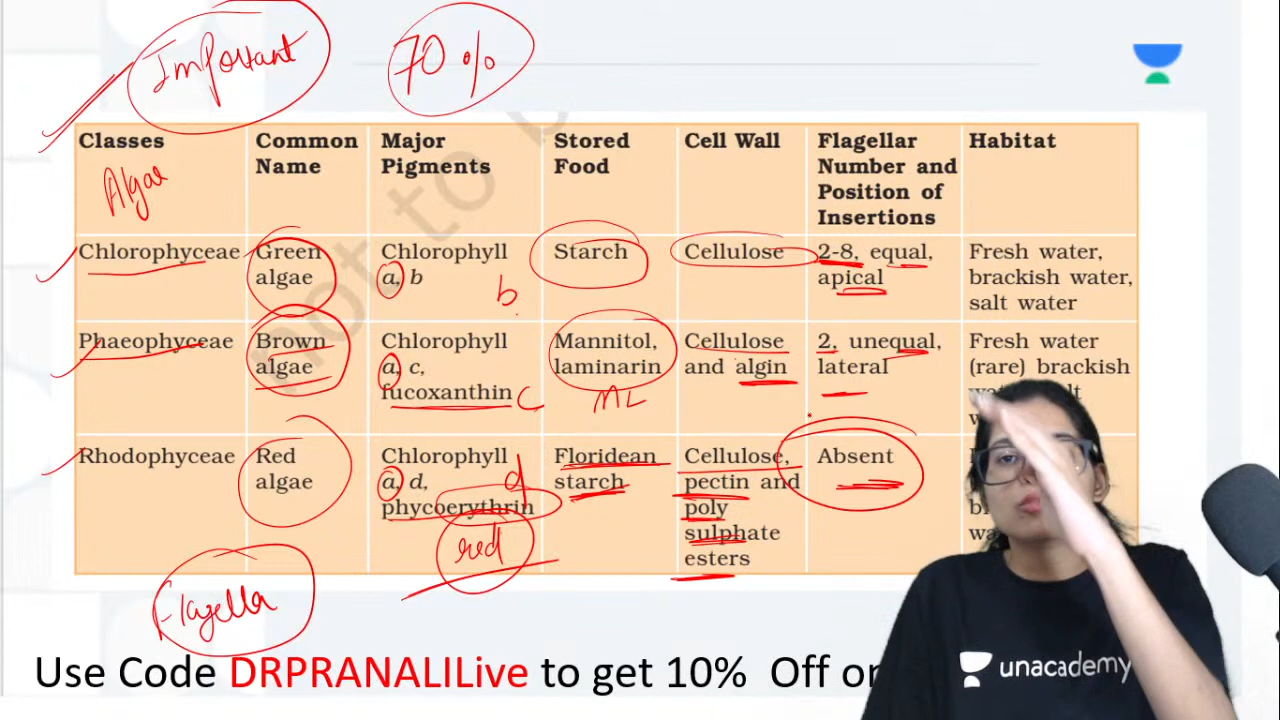 Important
70%
Classes
Algae
Common
Name
Major
Pigments
Stored
Food
Cell Wall
Flagellar
Number and
Position of
Insertions
Habitat
Chlorophyceae
Green
algae
Chlorophyll
a, b
b
Starch
Cellulose
2-8, equal,
apical
Fresh water,
brackish water,
salt water
Phaeophyceae
Brown
algae
Chlorophyll
a, c,
fucoxanthin
c
Mannitol,
laminarin
ML
Cellulose
and algin
2, unequal,
lateral
Fresh water
(rare) brackish
Rhodophyceae
Red
algae
Chlorophyll
a, d,
phycoerythrin
d
red
Floridean
starch
Cellulose,
pectin and
poly
sulphate
esters
Absent
Flagella
not to b
Use Code DRPRANALILive to get 10% Off on
unacademy